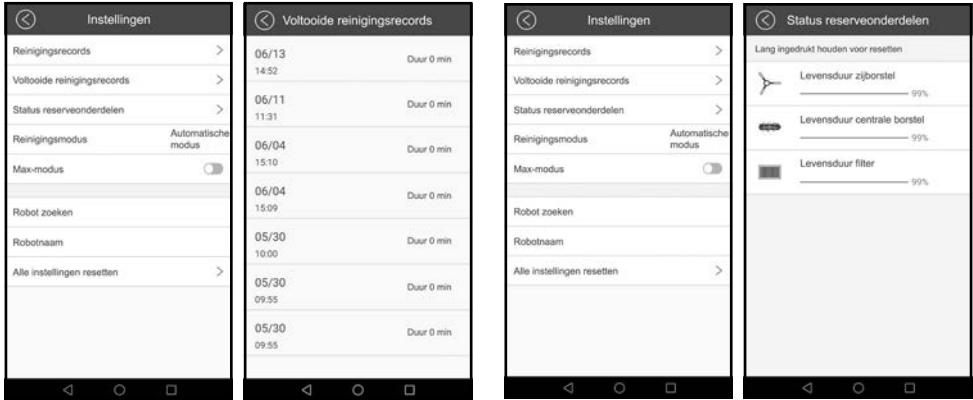 Instellingen
Reinigingsrecords
Voltooide reinigingsrecords
Status reserveonderdelen
Reinigingsmodus
Automatische
modus
Max-modus
Robot zoeken
Robotnaam
Alle instellingen resetten
Voltooide reinigingsrecords
06/13
14:52
Duur 0 min
06/11
11:31
Duur 0 min
06/04
15:10
Duur 0 min
06/04
15:09
Duur 0 min
05/30
10:00
Duur 0 min
05/30
09:55
Duur 0 min
05/30
09:55
Duur 0 min
Instellingen
Reinigingsrecords
Voltooide reinigingsrecords
Status reserveonderdelen
Reinigingsmodus
Automatische
modus
Max-modus
Robot zoeken
Robotnaam
Alle instellingen resetten
Status reserveonderdelen
Lang ingedrukt houden voor resetten
Levensduur zijborstel
99%
Levensduur centrale borstel
99%
Levensduur filter
99%